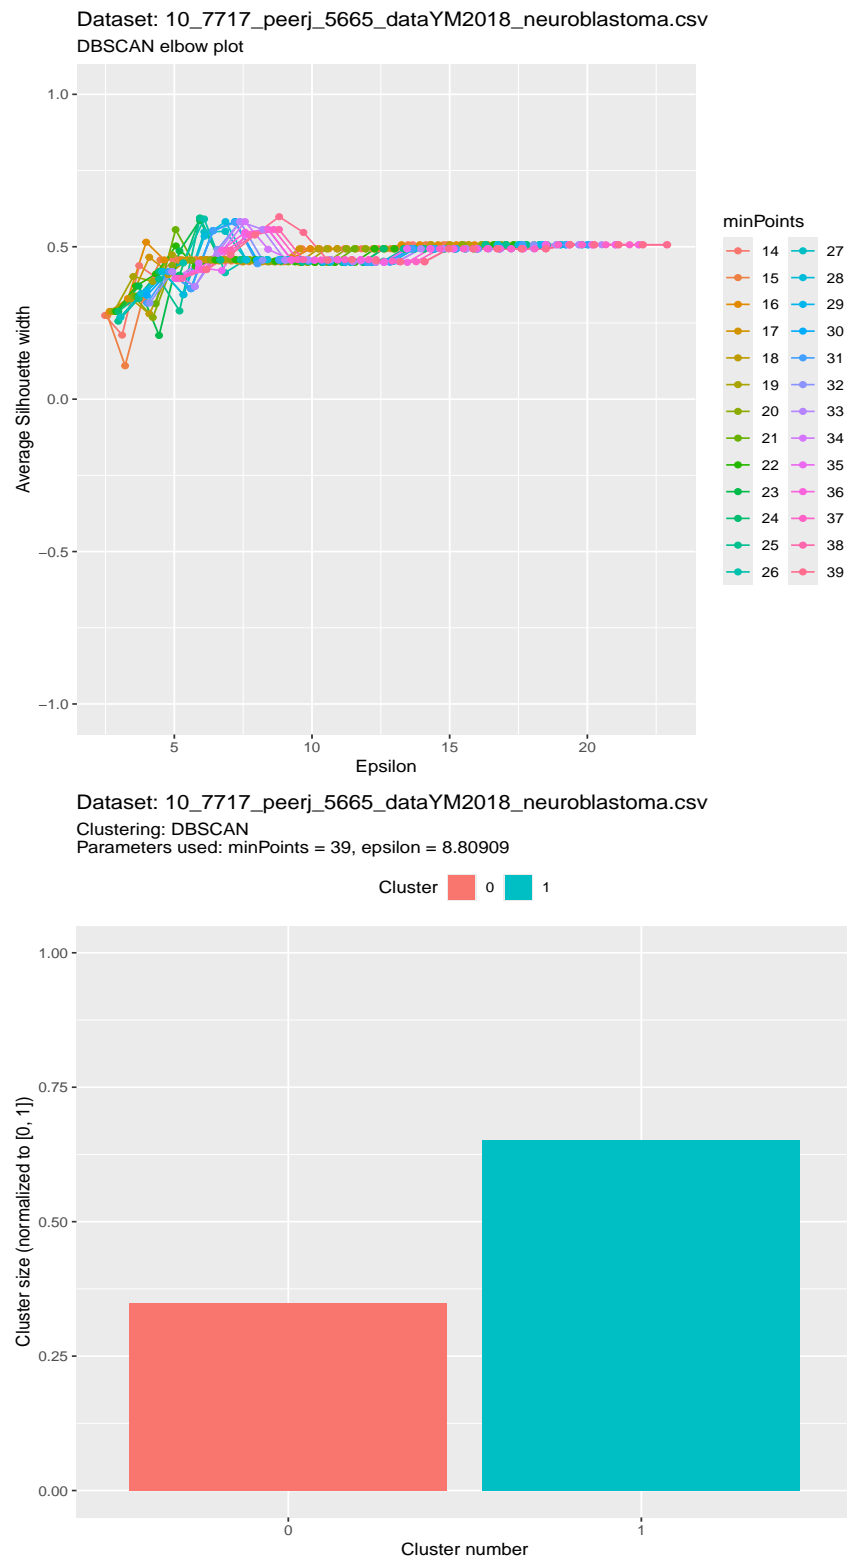 Dataset: 10_7717_peerj_5665_dataYM2018_neuroblastoma.csv
DBSCAN elbow plot
1.0
0.5
0.0
−0.5
−1.0
Average Silhouette width
5 10 15 20
Epsilon
minPoints
14 27
15 28
16 29
17 30
18 31
19 32
20 33
21 34
22 35
23 36
24 37
25 38
26 39
Dataset: 10_7717_peerj_5665_dataYM2018_neuroblastoma.csv
Clustering: DBSCAN
Parameters used: minPoints = 39, epsilon = 8.80909
Cluster 0 1
1.00
0.75
0.50
0.25
0.00
Cluster size (normalized to [0, 1])
0 1
Cluster number